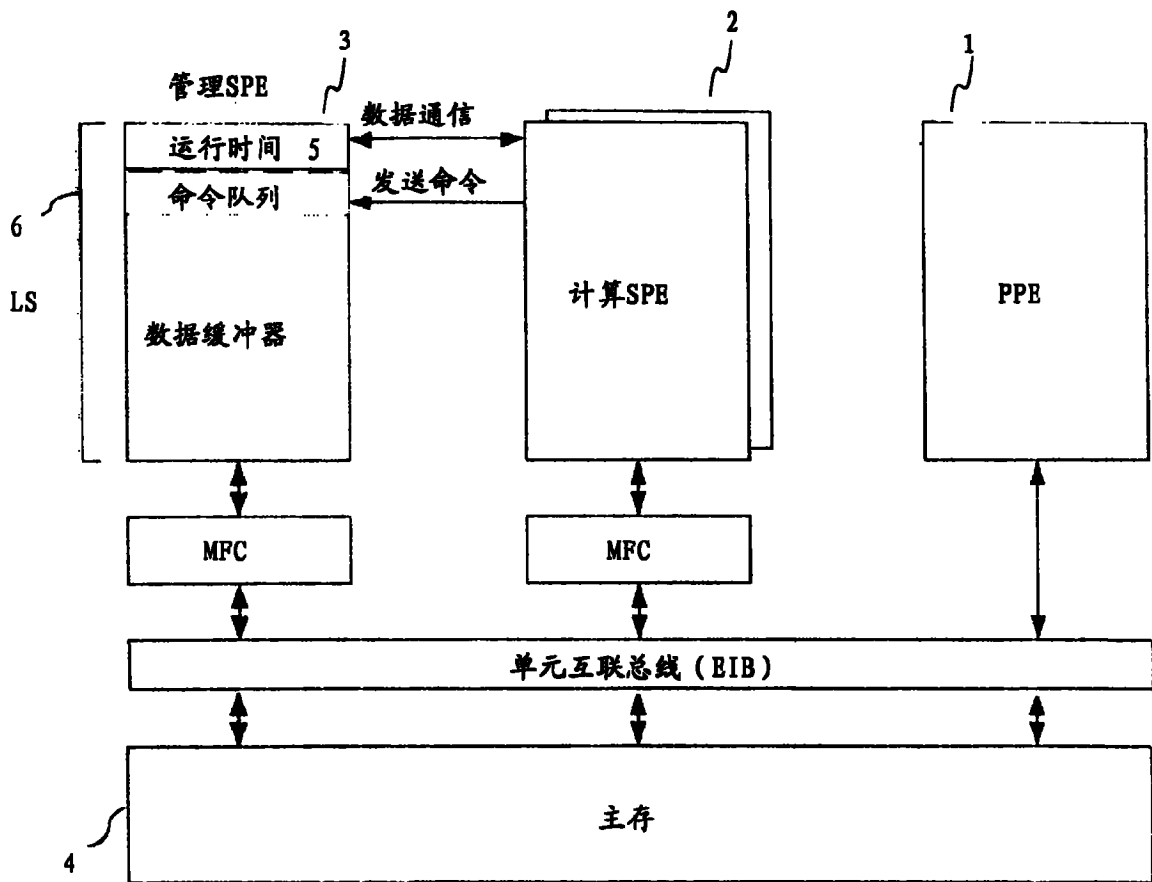 3
2
1
管理SPE
数据通信
运行时间 5
发送命令
命令队列
6
LS
计算SPE
PPE
数据缓冲器
MFC
MFC
单元互联总线(EIB)
主存
4